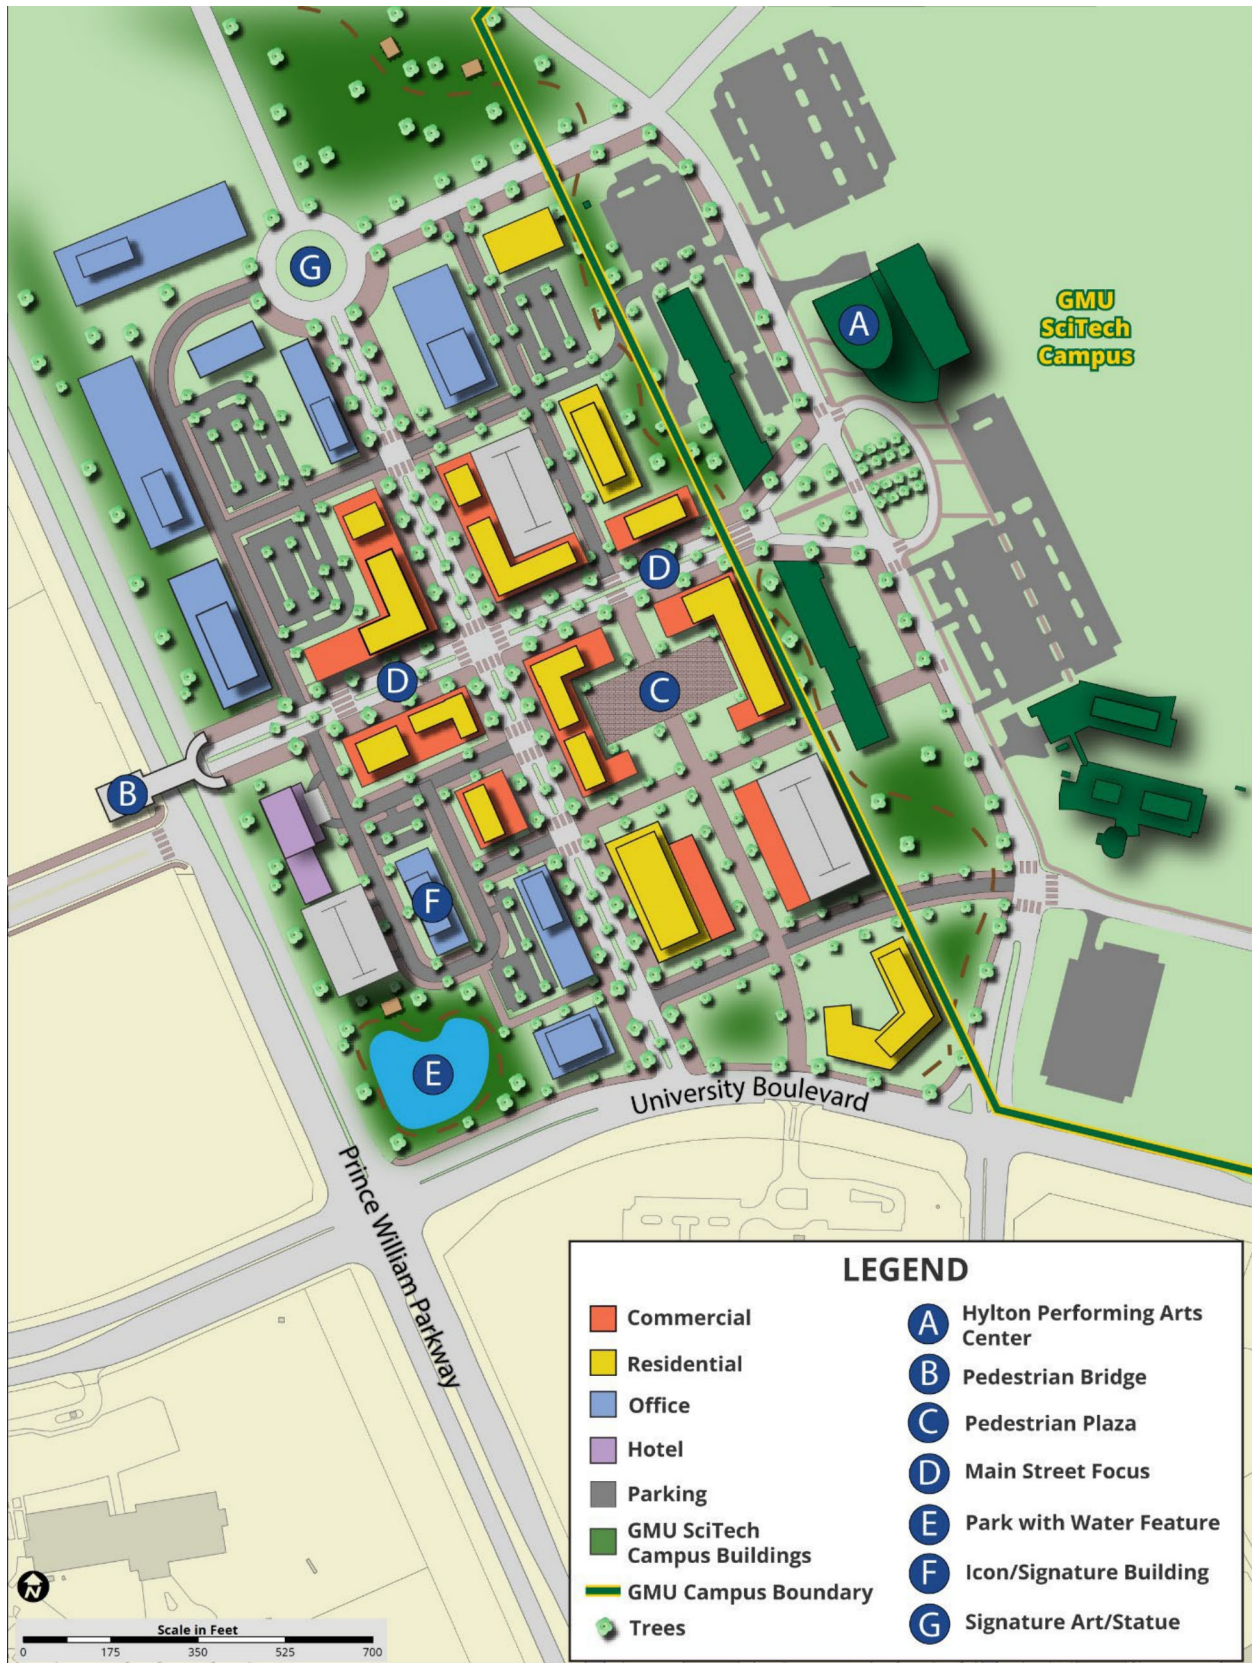 G
A
GMU
SciTech
Campus
D
D
C
B
F
E
University Boulevard
Prince William Parkway
LEGEND
Commercial
Residential
Office
Hotel
Parking
GMU SciTech
Campus Buildings
GMU Campus Boundary
Trees
A Hylton Performing Arts
Center
B Pedestrian Bridge
C Pedestrian Plaza
D Main Street Focus
E Park with Water Feature
F Icon/Signature Building
G Signature Art/Statue
N
Scale in Feet
0 175 350 525 700